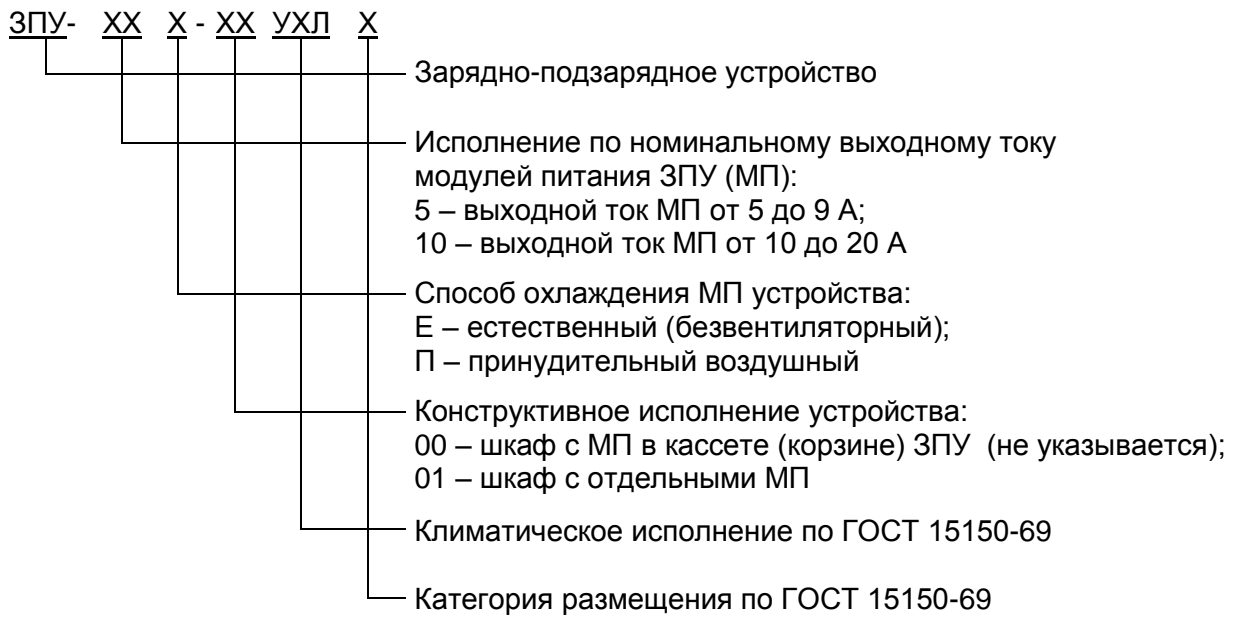 ЗПУ- ХХ Х - ХХ УХЛ Х
Зарядно-подзарядное устройство
Исполнение по номинальному выходному току
модулей питания ЗПУ (МП):
5 – выходной ток МП от 5 до 9 А;
10 – выходной ток МП от 10 до 20 А
Способ охлаждения МП устройства:
Е – естественный (безвентиляторный);
П – принудительный воздушный
Конструктивное исполнение устройства:
00 – шкаф с МП в кассете (корзине) ЗПУ (не указывается);
01 – шкаф с отдельными МП
Климатическое исполнение по ГОСТ 15150-69
Категория размещения по ГОСТ 15150-69